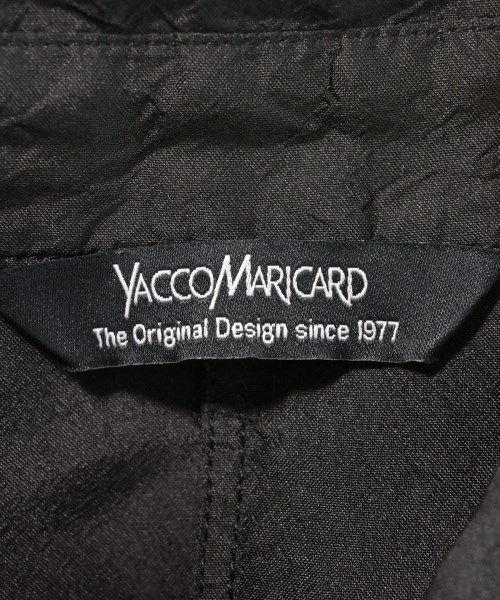 YACCOMARICARD
The Original Design since 1977